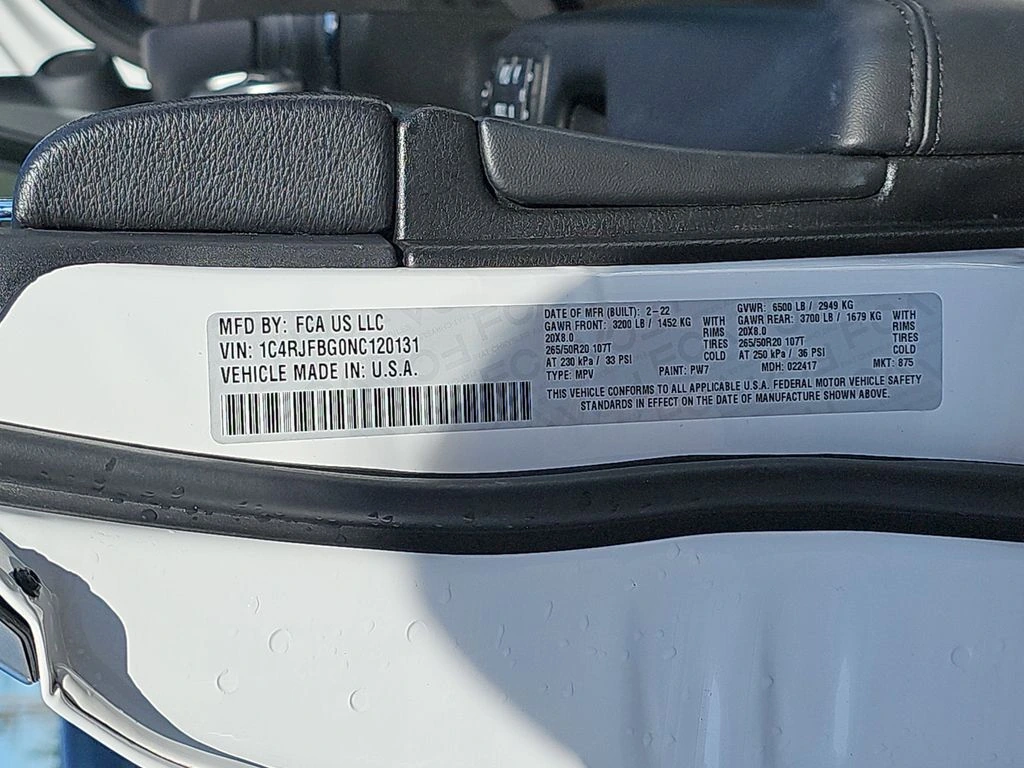 MFD BY: FCA US LLC
VIN: 1C4RJFBG0NC120131
VEHICLE MADE IN: U.S.A.
DATE OF MFR (BUILT): 2-22
GAWR FRONT: 3200 LB / 1452 KG WITH
20X8.0 RIMS
265/50R20 107T TIRES
AT 230 kPa / 33 PSI COLD
TYPE: MPV PAINT: PW7
GVWR: 6500 LB / 2949 KG
GAWR REAR: 3700 LB / 1679 KG WITH
20X8.0 RIMS
265/50R20 107T TIRES
AT 250 kPa / 36 PSI COLD
MDH: 022417 MKT: 875
THIS VEHICLE CONFORMS TO ALL APPLICABLE U.S.A. FEDERAL MOTOR VEHICLE SAFETY
STANDARDS IN EFFECT ON THE DATE OF MANUFACTURE SHOWN ABOVE.